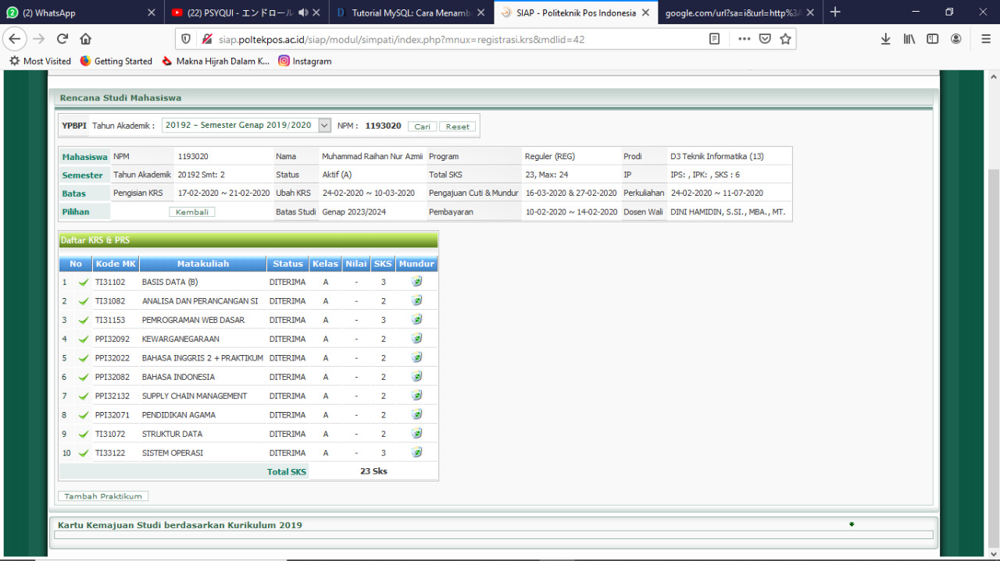 (2) WhatsApp
(22) PSYQUI - エンドロール
Tutorial MySQL: Cara Menamb
SIAP - Politeknik Pos Indonesia
google.com/url?sa=i&url=http%3A
siap.poltekpos.ac.id/siap/modul/simpati/index.php?mnux=registrasi.krs&mdlid=42
Most Visited Getting Started Makna Hijrah Dalam K... Instagram
Rencana Studi Mahasiswa
YPBPI Tahun Akademik : 20192 - Semester Genap 2019/2020 NPM : 1193020 Cari Reset
Mahasiswa NPM 1193020 Nama Muhammad Raihan Nur Azmii Program Reguler (REG) Prodi D3 Teknik Informatika (13)
Semester Tahun Akademik 20192 Smt: 2 Status Aktif (A) Total SKS 23, Max: 24 IP IPS: , IPK: , SKS : 6
Batas Pengisian KRS 17-02-2020 ~ 21-02-2020 Ubah KRS 24-02-2020 ~ 10-03-2020 Pengajuan Cuti & Mundur 16-03-2020 & 27-02-2020 Perkuliahan 24-02-2020 ~ 11-07-2020
Pilihan Kembali Batas Studi Genap 2023/2024 Pembayaran 10-02-2020 ~ 14-02-2020 Dosen Wali DINI HAMIDIN, S.SI., MBA., MT.
Daftar KRS & PRS
No Kode MK Matakuliah Status Kelas Nilai SKS Mundur
1 TI31102 BASIS DATA (B) DITERIMA A - 3
2 TI31082 ANALISA DAN PERANCANGAN SI DITERIMA A - 2
3 TI31153 PEMROGRAMAN WEB DASAR DITERIMA A - 3
4 PPI32092 KEWARGANEGARAAN DITERIMA A - 2
5 PPI32022 BAHASA INGGRIS 2 + PRAKTIKUM DITERIMA A - 2
6 PPI32082 BAHASA INDONESIA DITERIMA A - 2
7 PPI32132 SUPPLY CHAIN MANAGEMENT DITERIMA A - 2
8 PPI32071 PENDIDIKAN AGAMA DITERIMA A - 2
9 TI31072 STRUKTUR DATA DITERIMA A - 2
10 TI33122 SISTEM OPERASI DITERIMA A - 3
Total SKS 23 Sks
Tambah Praktikum
Kartu Kemajuan Studi berdasarkan Kurikulum 2019